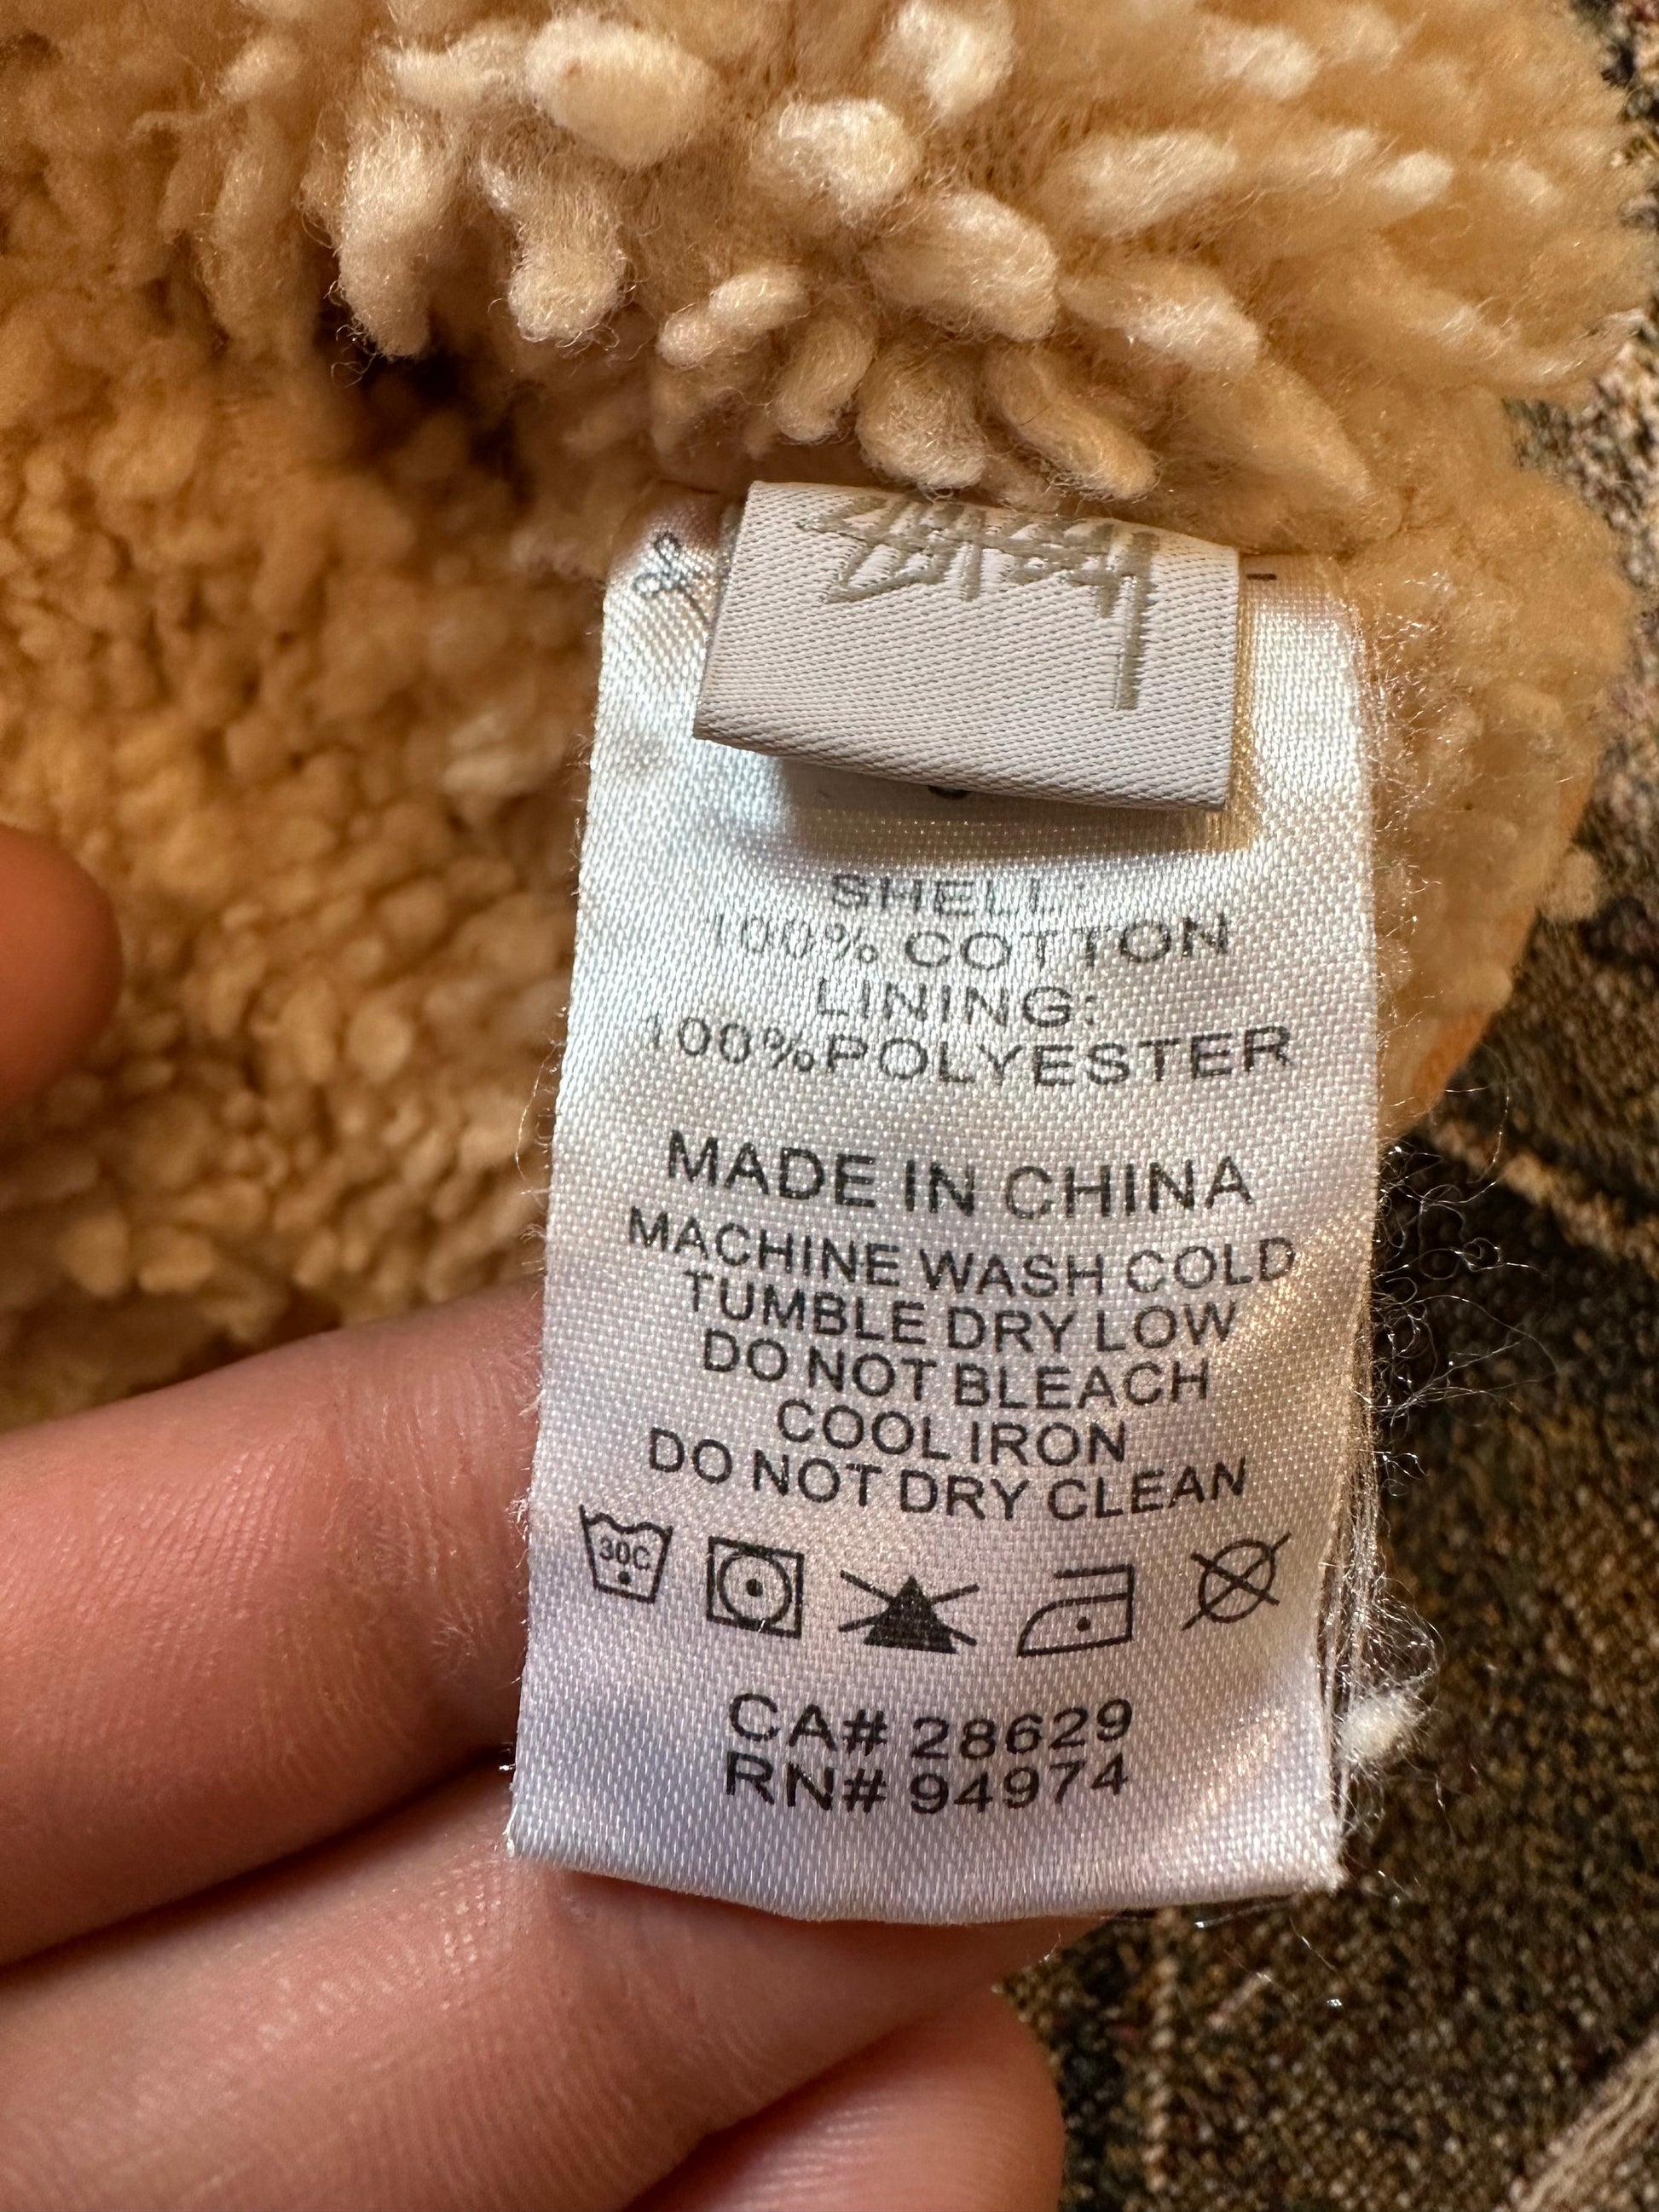 Stüssy
SHELL:
100% COTTON
LINING:
100%POLYESTER
MADE IN CHINA
MACHINE WASH COLD
TUMBLE DRY LOW
DO NOT BLEACH
COOL IRON
DO NOT DRY CLEAN
30C
CA# 28629
RN# 94974